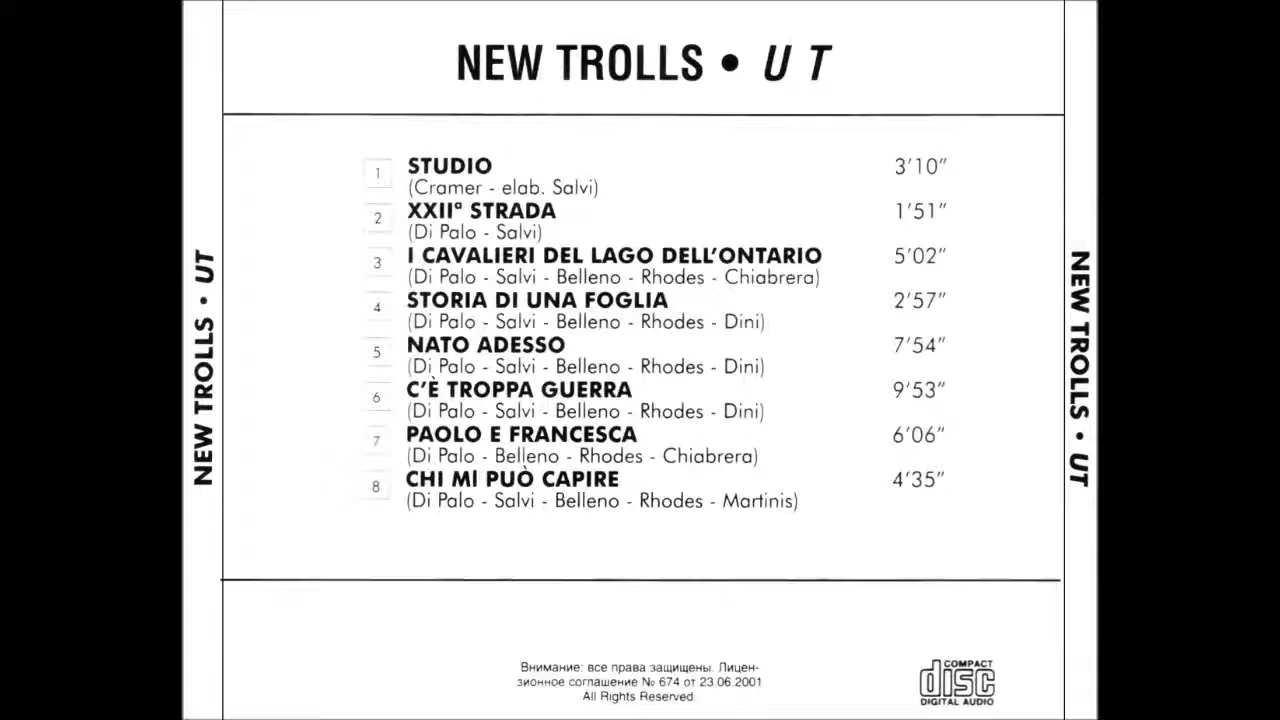 NEW TROLLS • UT
1 STUDIO 3'10"
(Cramer - elab. Salvi)
2 XXIIª STRADA 1'51"
(Di Palo - Salvi)
3 I CAVALIERI DEL LAGO DELL'ONTARIO 5'02"
(Di Palo - Salvi - Belleno - Rhodes - Chiabrera)
4 STORIA DI UNA FOGLIA 2'57"
(Di Palo - Salvi - Belleno - Rhodes - Dini)
5 NATO ADESSO 7'54"
(Di Palo - Salvi - Belleno - Rhodes - Dini)
6 C'È TROPPA GUERRA 9'53"
(Di Palo - Salvi - Belleno - Rhodes - Dini)
7 PAOLO E FRANCESCA 6'06"
(Di Palo - Belleno - Rhodes - Chiabrera)
8 CHI MI PUÒ CAPIRE 4'35"
(Di Palo - Salvi - Belleno - Rhodes - Martinis)
NEW TROLLS • UT
NEW TROLLS • UT
Внимание: все права защищены. Лицен-
зионное соглашение № 674 от 23.06.2001
All Rights Reserved
COMPACT
disc
DIGITAL AUDIO